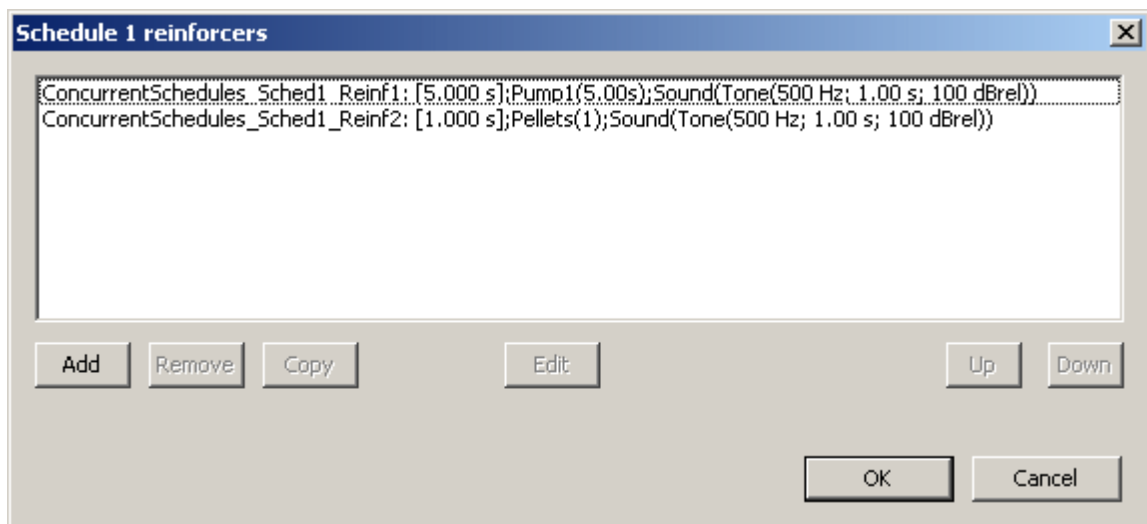 Schedule 1 reinforcers
ConcurrentSchedules_Sched1_Reinf1: [5.000 s];Pump1(5.00s);Sound(Tone(500 Hz; 1.00 s; 100 dBrel))
ConcurrentSchedules_Sched1_Reinf2: [1.000 s];Pellets(1);Sound(Tone(500 Hz; 1.00 s; 100 dBrel))
Add Remove Copy Edit Up Down
OK Cancel